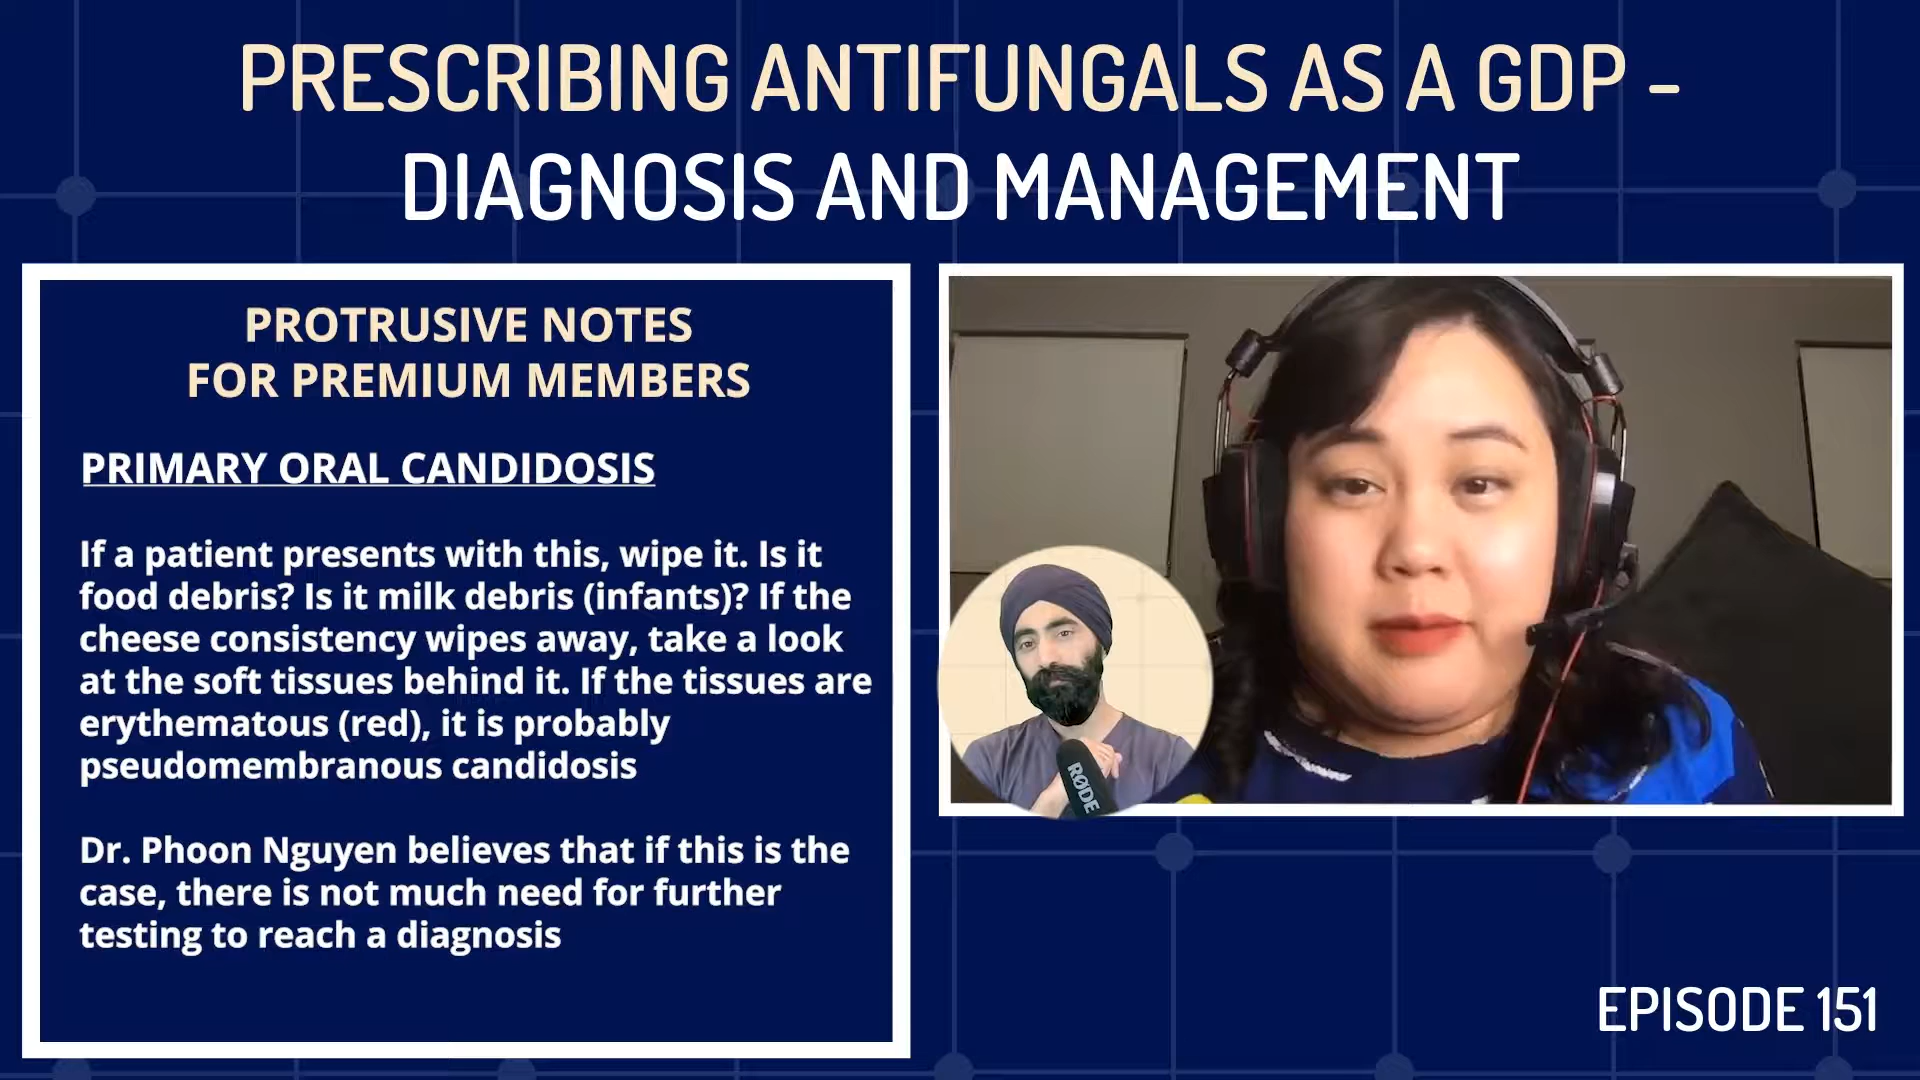 PRESCRIBING ANTIFUNGALS AS A GDP -
DIAGNOSIS AND MANAGEMENT
PROTRUSIVE NOTES
FOR PREMIUM MEMBERS
PRIMARY ORAL CANDIDOSIS
If a patient presents with this, wipe it. Is it
food debris? Is it milk debris (infants)? If the
cheese consistency wipes away, take a look
at the soft tissues behind it. If the tissues are
erythematous (red), it is probably
pseudomembranous candidosis
Dr. Phoon Nguyen believes that if this is the
case, there is not much need for further
testing to reach a diagnosis
RØDE
EPISODE 151